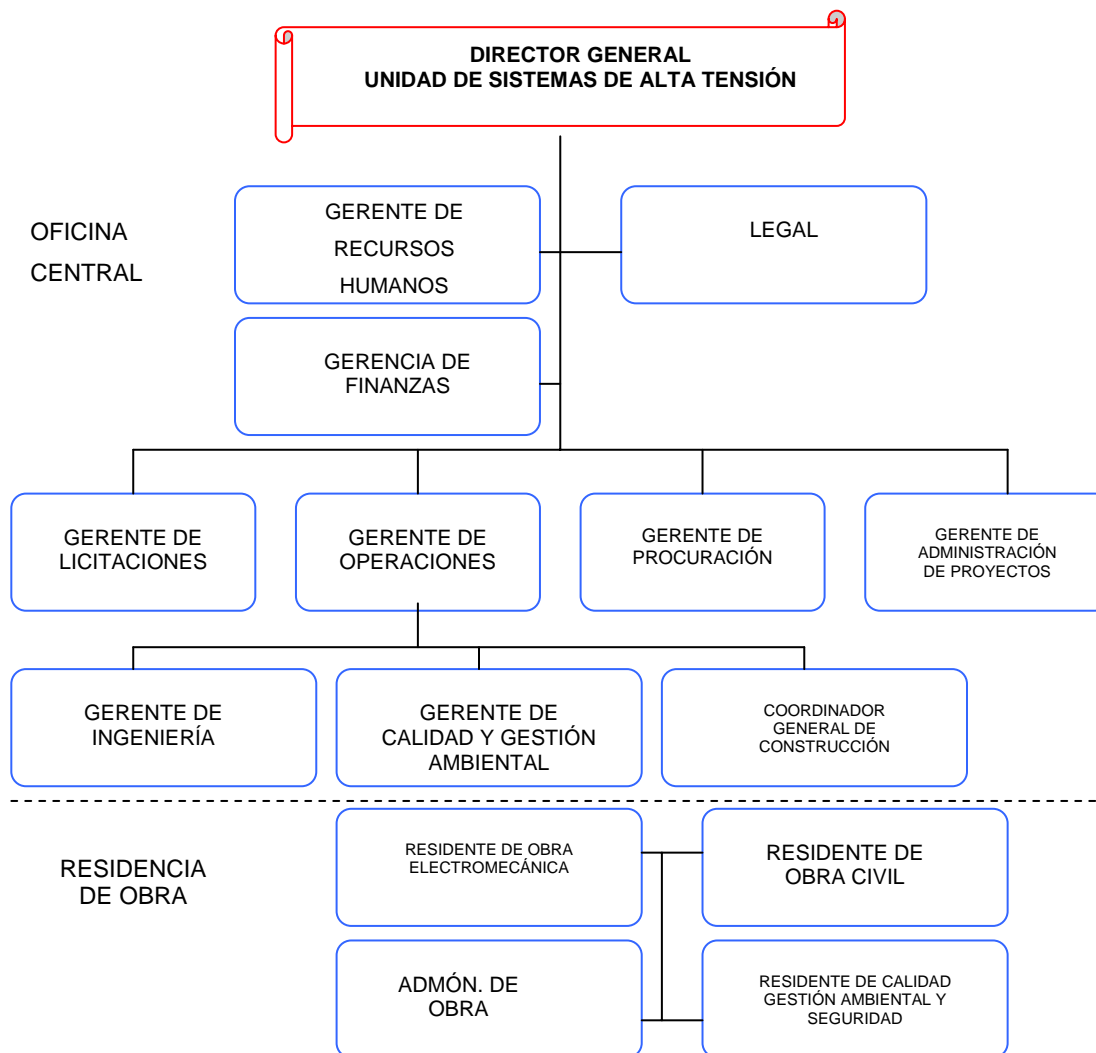 DIRECTOR GENERAL
UNIDAD DE SISTEMAS DE ALTA TENSIÓN
OFICINA
CENTRAL
GERENTE DE
RECURSOS
HUMANOS
LEGAL
GERENCIA DE
FINANZAS
GERENTE DE
LICITACIONES
GERENTE DE
OPERACIONES
GERENTE DE
PROCURACIÓN
GERENTE DE
ADMINISTRACIÓN
DE PROYECTOS
GERENTE DE
INGENIERÍA
GERENTE DE
CALIDAD Y GESTIÓN
AMBIENTAL
COORDINADOR
GENERAL DE
CONSTRUCCIÓN
RESIDENCIA
DE OBRA
RESIDENTE DE OBRA
ELECTROMECÁNICA
RESIDENTE DE
OBRA CIVIL
ADMÓN. DE
OBRA
RESIDENTE DE CALIDAD
GESTIÓN AMBIENTAL Y
SEGURIDAD